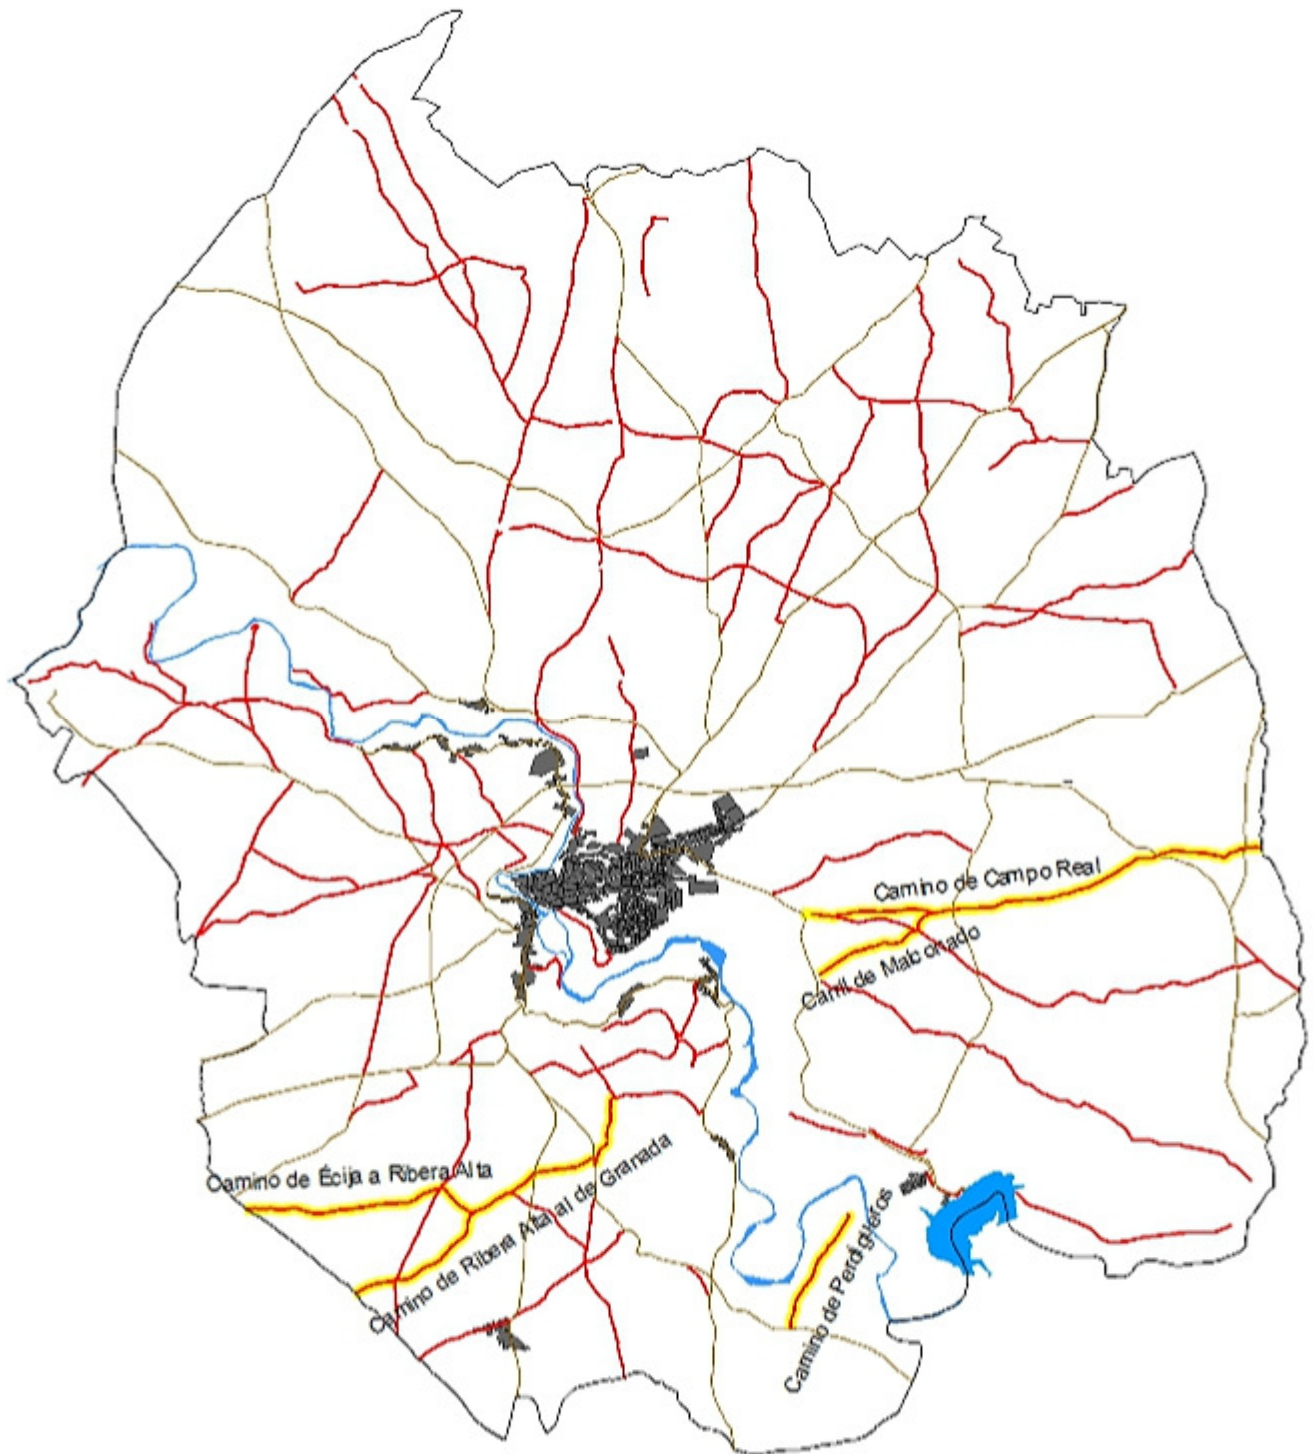 Camino de Campo Real
Carril de Maldonado
Camino de Écija a Ribera Alta
Camino de Ribera Alta al de Granada
Camino de Perdigueros